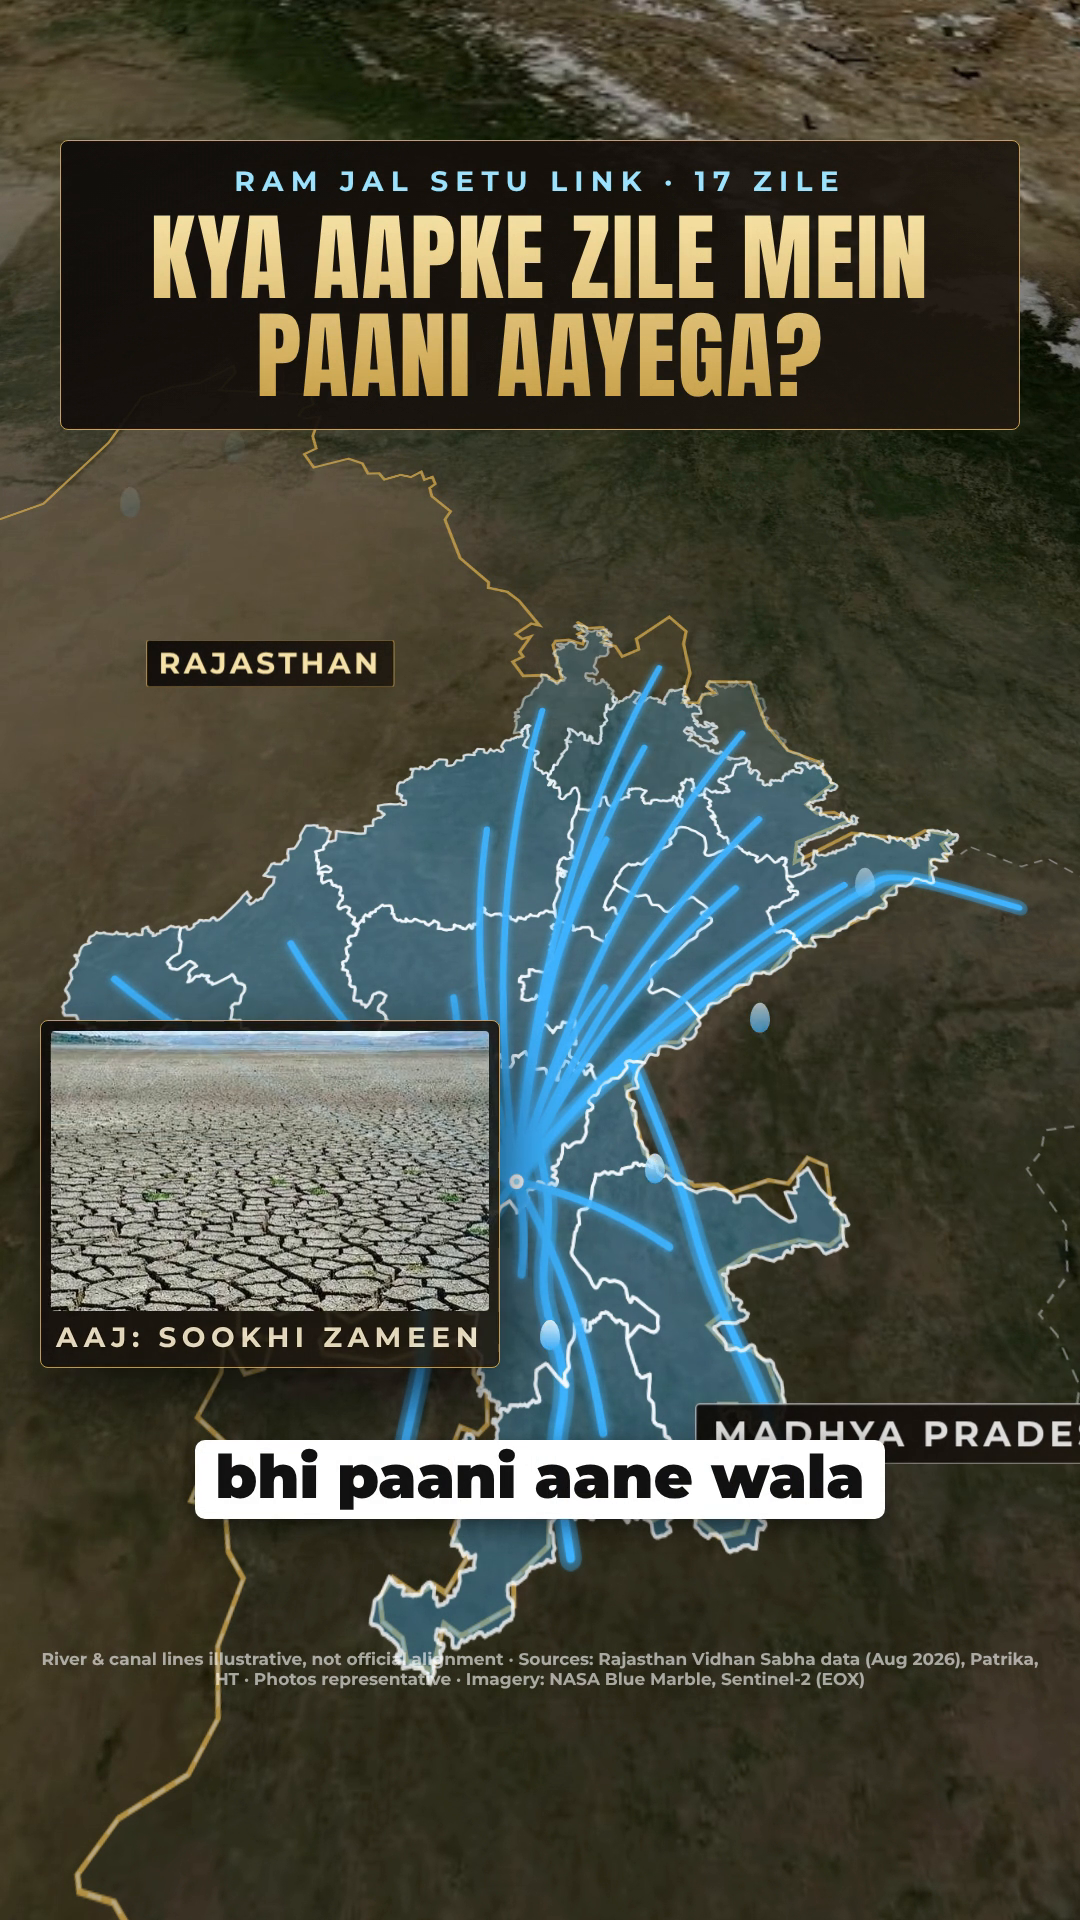 RAM JAL SETU LINK · 17 ZILE
KYA AAPKE ZILE MEIN
PAANI AAYEGA?
RAJASTHAN
AAJ: SOOKHI ZAMEEN
MADHYA
bhi paani aane wala
River & canal lines illustrative, not official alignment · Sources: Rajasthan Vidhan Sabha data (Aug 2026), Patrika,
HT · Photos representative · Imagery: NASA Blue Marble, Sentinel-2 (EOX)